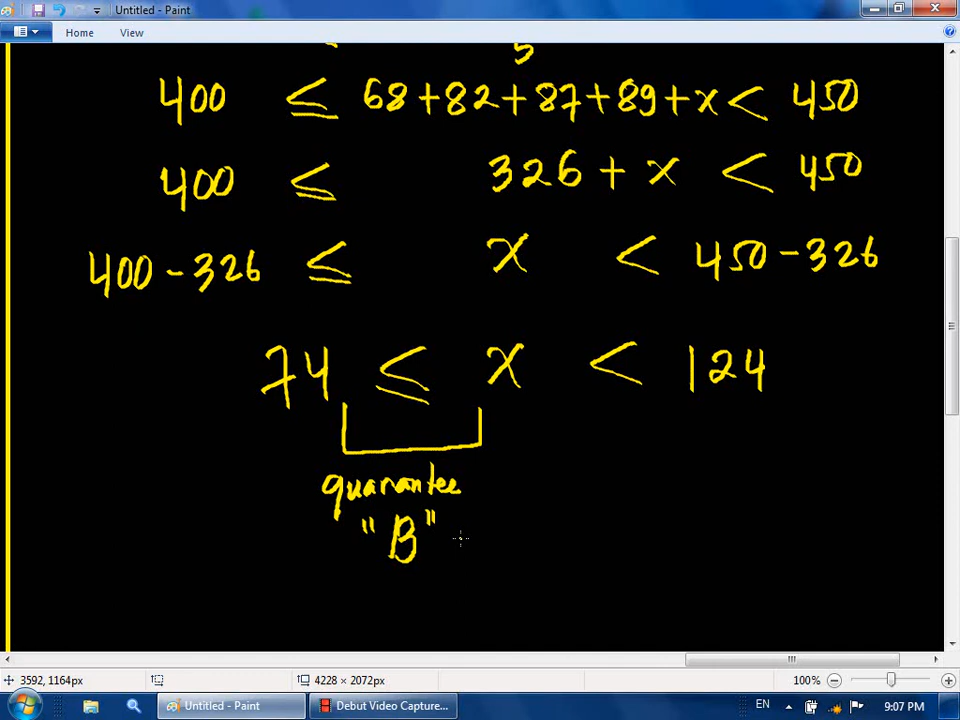 Untitled - Paint
Home View
5
400 ≤ 68+82+87+89+x < 450
400 ≤ 326 + x < 450
400 - 326 ≤ x < 450 - 326
74 ≤ x < 124
guarantee
"B"
3592, 1164px 4228 × 2072px 100%
Untitled - Paint Debut Video Capture... EN 9:07 PM